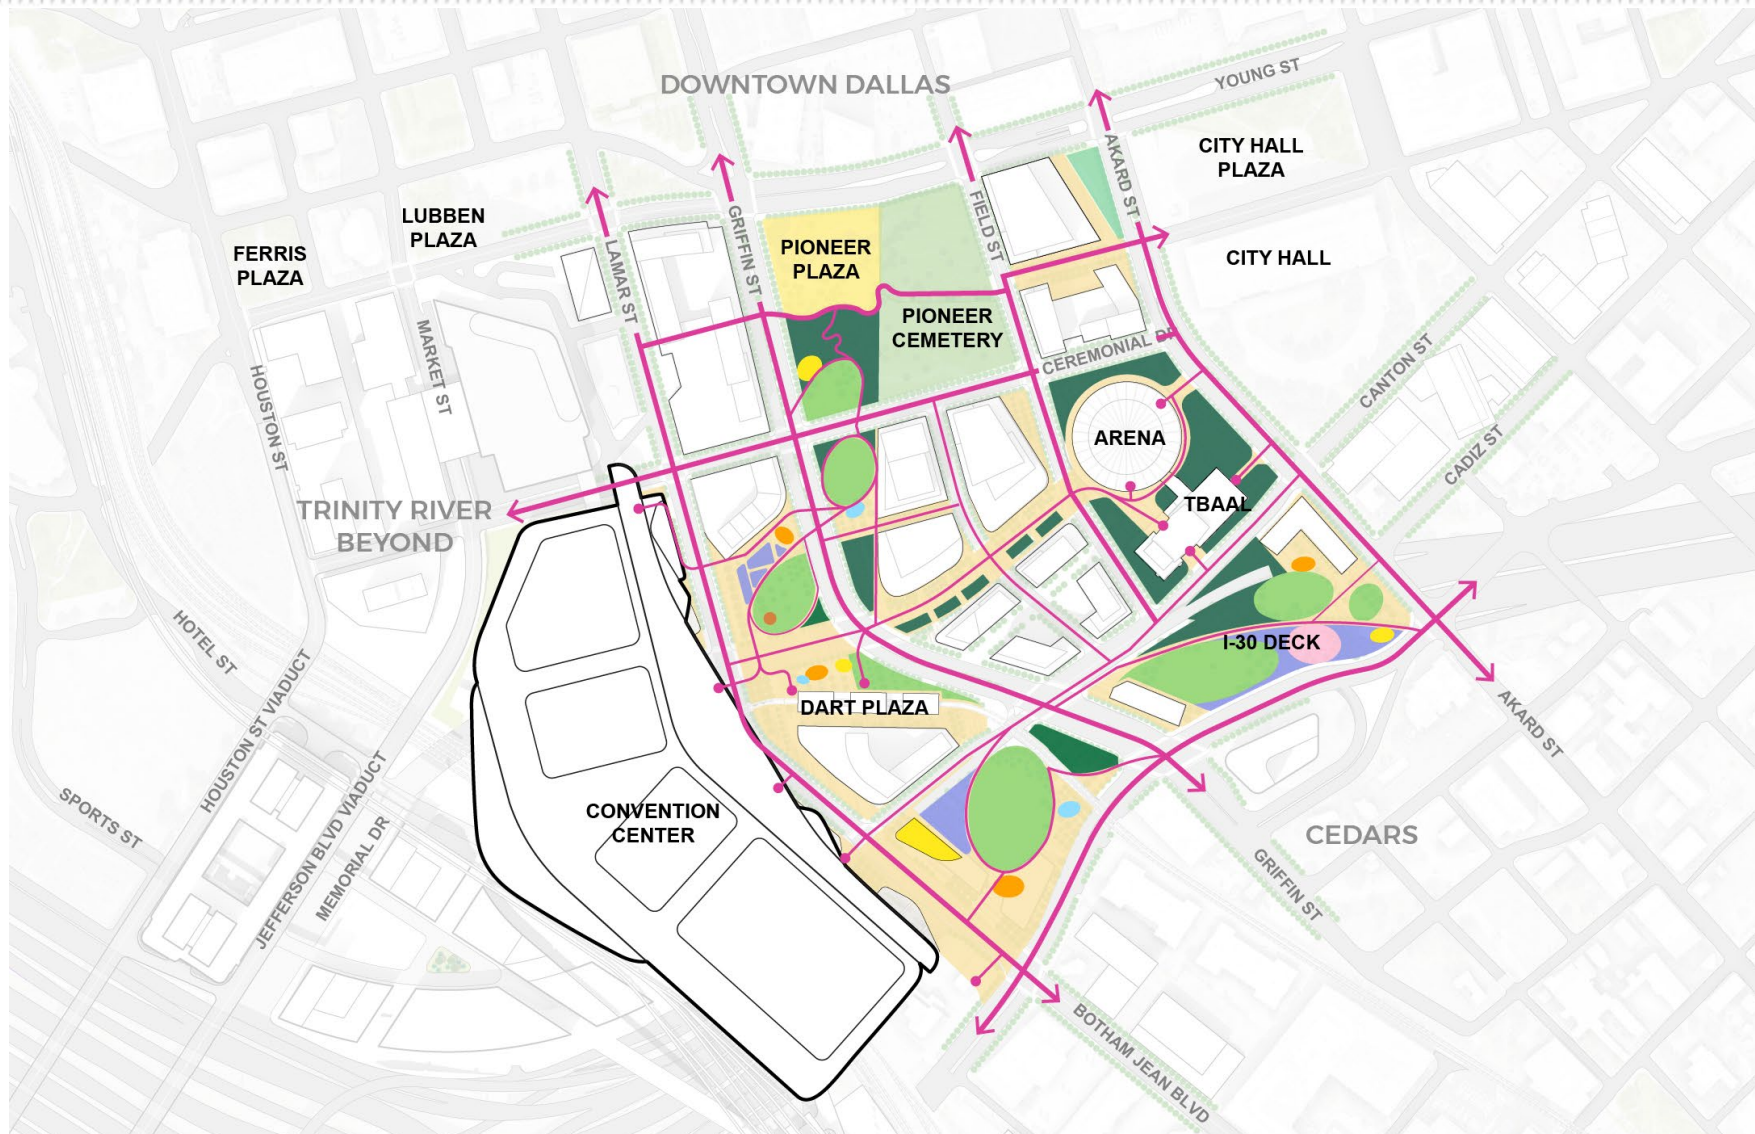 DOWNTOWN DALLAS
YOUNG ST
AKARD ST
CITY HALL
PLAZA
LUBBEN
PLAZA
FERRIS
PLAZA
LAMAR ST
GRIFFIN ST
PIONEER
PLAZA
FIELD ST
CITY HALL
PIONEER
CEMETERY
CEREMONIAL
MARKET ST
HOUSTON ST
CANTON ST
CADIZ ST
ARENA
TBAAL
TRINITY RIVER
BEYOND
HOTEL ST
I-30 DECK
DART PLAZA
AKARD ST
HOUSTON ST VIADUCT
JEFFERSON BLVD VIADUCT
MEMORIAL DR
SPORTS ST
CONVENTION
CENTER
CEDARS
GRIFFIN ST
BOTHAM JEAN BLVD